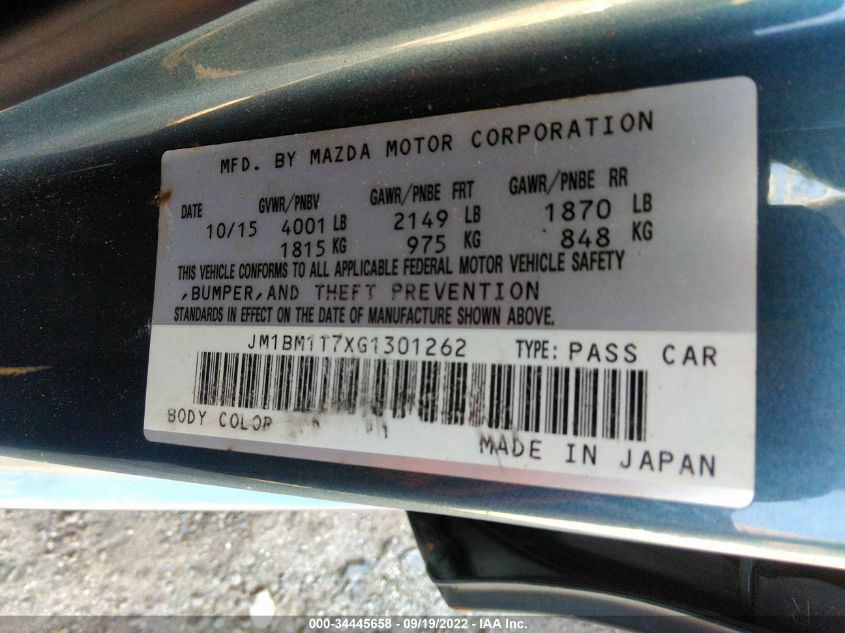 MFD. BY MAZDA MOTOR CORPORATION
DATE GVWR/PNBV GAWR/PNBE FRT GAWR/PNBE RR
10/15 4001 LB 2149 LB 1870 LB
1815 KG 975 KG 848 KG
THIS VEHICLE CONFORMS TO ALL APPLICABLE FEDERAL MOTOR VEHICLE SAFETY
,BUMPER,AND THEFT PREVENTION
STANDARDS IN EFFECT ON THE DATE OF MANUFACTURE SHOWN ABOVE.
JM1BM1T7XG1301262 TYPE: PASS CAR
BODY COLOR
MADE IN JAPAN
000-34445658 - 09/19/2022 - IAA Inc.